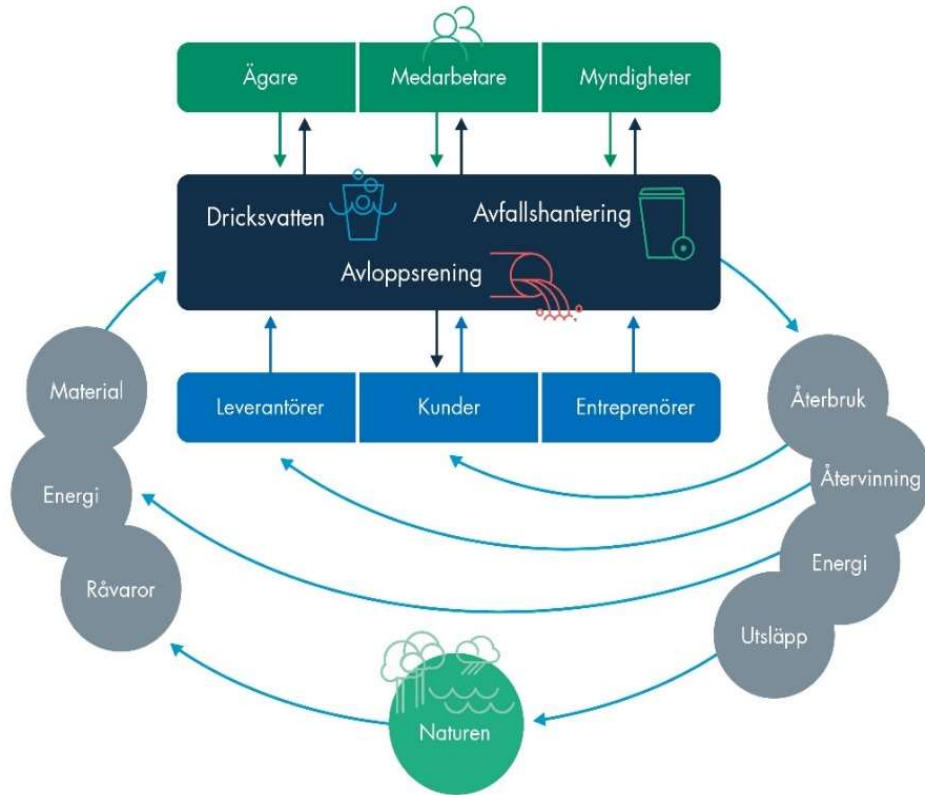 Ägare
Medarbetare
Myndigheter
Dricksvatten
Avfallshantering
Avloppsrening
Leverantörer
Kunder
Entreprenörer
Material
Energi
Råvaror
Återbruk
Återvinning
Energi
Utsläpp
Naturen